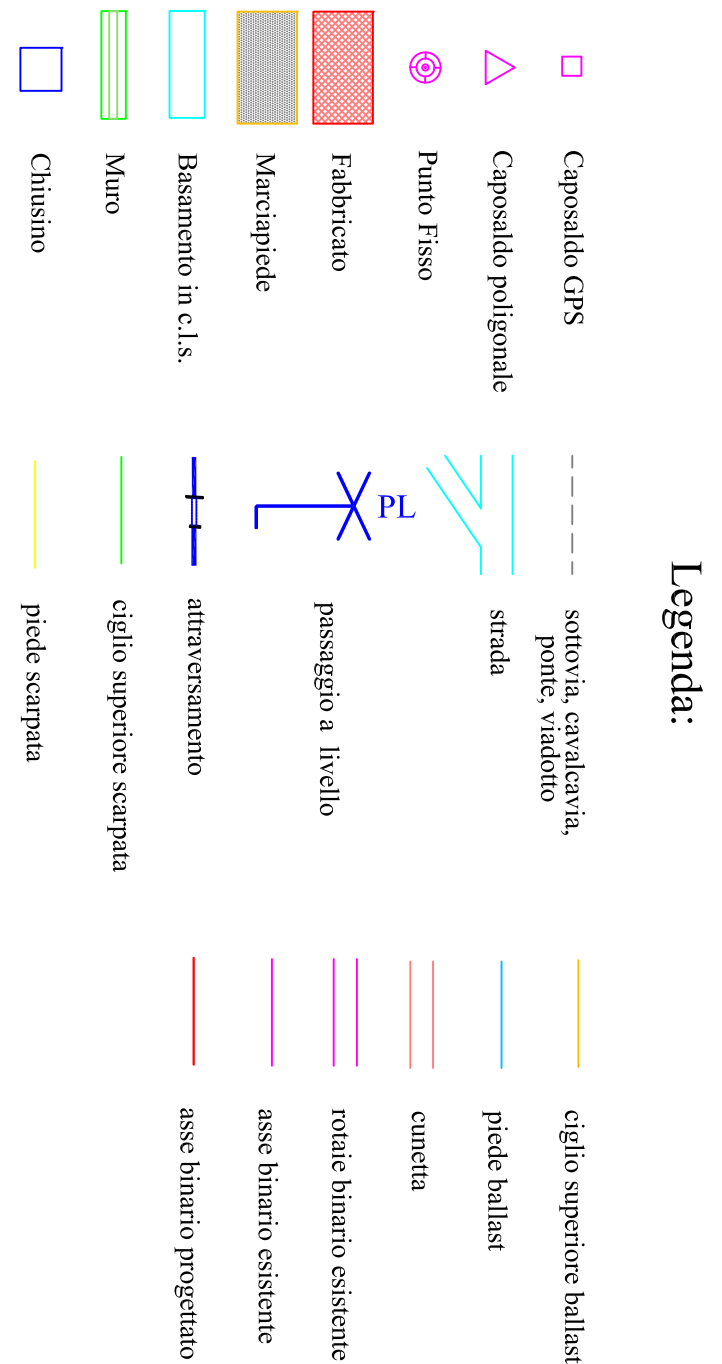 Legenda:
Caposaldo GPS
Caposaldo poligonale
Punto Fisso
Fabbricato
Marciapiede
Basamento in c.l.s.
Muro
Chiusino
sottovia, cavalcavia,
ponte, viadotto
strada
PL
passaggio a livello
attraversamento
ciglio superiore scarpata
piede scarpata
ciglio superiore ballast
piede ballast
cunetta
rotaie binario esistente
asse binario esistente
asse binario progettato